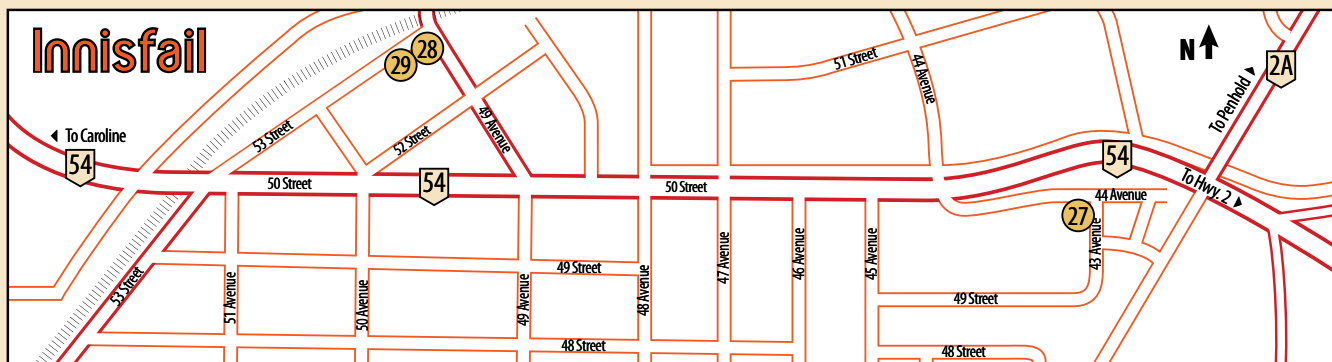 Innisfail
28
29
51 Street
44 Avenue
N
2A
To Penhold
To Caroline
54
53 Street
52 Street
49 Avenue
54
50 Street
54
50 Street
To Hwy. 2
44 Avenue
27
43 Avenue
53 Street
51 Avenue
50 Avenue
49 Avenue
49 Street
48 Avenue
47 Avenue
46 Avenue
45 Avenue
49 Street
48 Street
48 Street